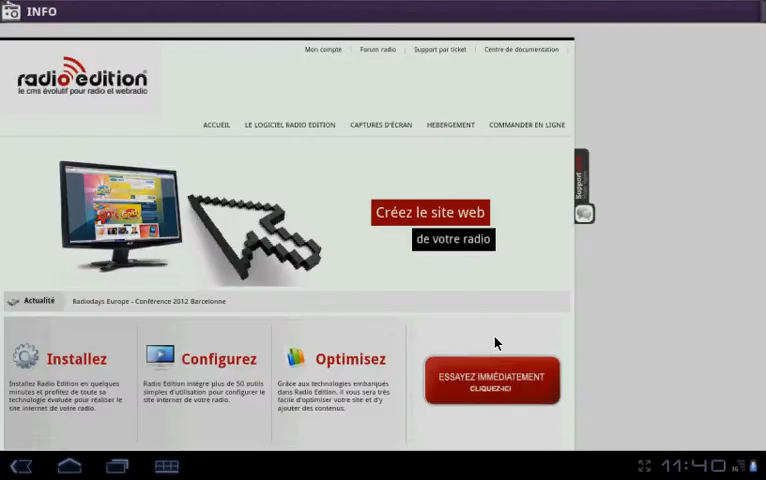 INFO
Mon compte
Forum radio
Support par ticket
Centre de documentation
radio edition
le cms évolutif pour radio et webradio
ACCUEIL
LE LOGICIEL RADIO EDITION
CAPTURES D'ÉCRAN
HEBERGEMENT
COMMANDER EN LIGNE
Support
Créez le site web
de votre radio
Actualité
Radiodays Europe - Conférence 2012 Barcelonne
Installez
Installez Radio Edition en quelques
minutes et profitez de toute sa
technologie évoluée pour réaliser le
site internet de votre radio.
Configurez
Radio Edition intègre plus de 50 outils
simples d'utilisation pour configurer le
site internet de votre radio.
Optimisez
Grâce aux technologies embarqués
dans Radio Edition, il vous sera très
facile d'optimiser votre site et d'y
ajouter des contenus.
ESSAYEZ IMMÉDIATEMENT
CLIQUEZ-ICI
11:40
3G